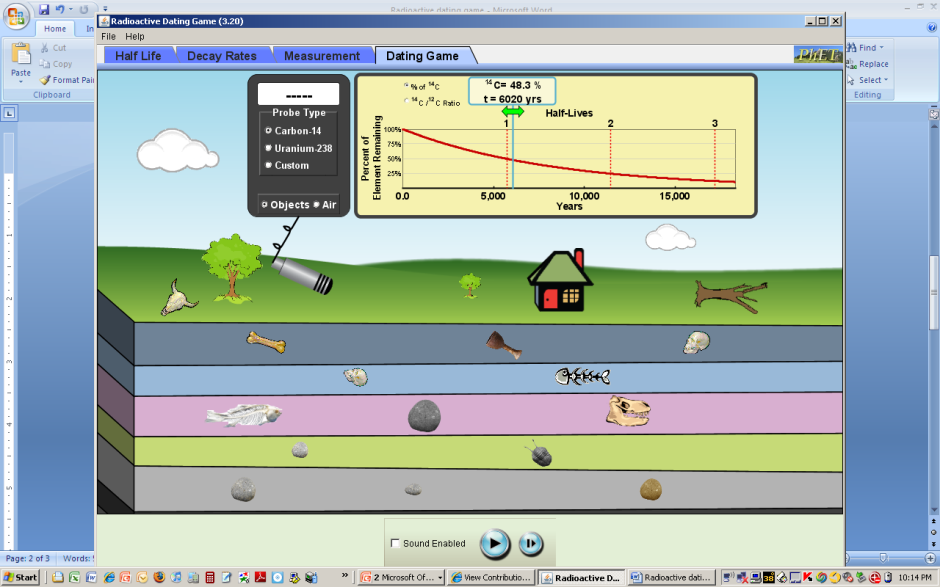 Radioactive dating game - Microsoft Word
Home
Cut
Copy
Format Pai
Paste
Clipboard
Find
Replace
Select
Editing
Radioactive Dating Game (3.20)
File Help
Half Life Decay Rates Measurement Dating Game
PhET
-----
Probe Type
Carbon-14
Uranium-238
Custom
Objects Air
% of 14C
14C / 12C Ratio
14C= 48.3 %
t = 6020 yrs
Half-Lives
1 2 3
Percent of
Element Remaining
100%
75%
50%
25%
0.0 5,000 10,000 15,000
Years
Sound Enabled
Page: 2 of 3 Words:
Start
2 Microsoft Of...
View Contributio...
Radioactive D...
Radioactive dati...
38
10:14 PM